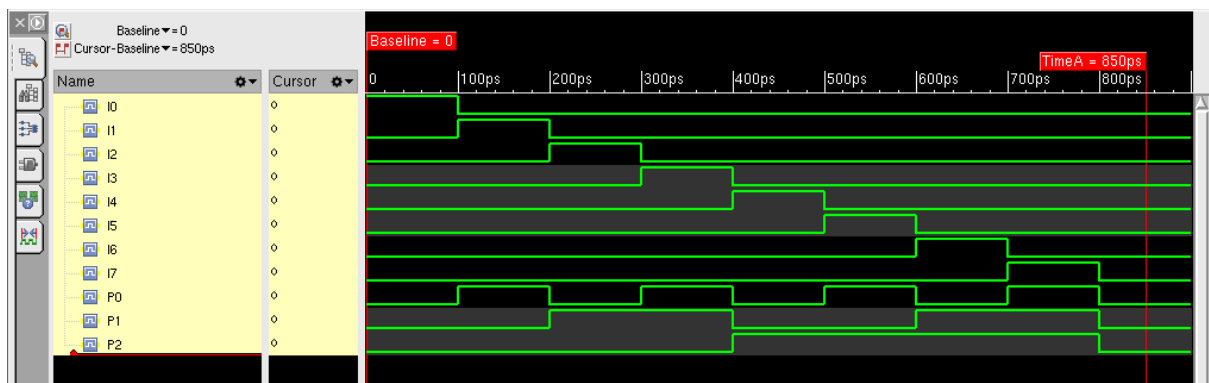 Baseline▼= 0
Cursor-Baseline▼= 850ps
Baseline = 0
TimeA = 850ps
Name Cursor 0 100ps 200ps 300ps 400ps 500ps 600ps 700ps 800ps
I0 0
I1 0
I2 0
I3 0
I4 0
I5 0
I6 0
I7 0
P0 0
P1 0
P2 0